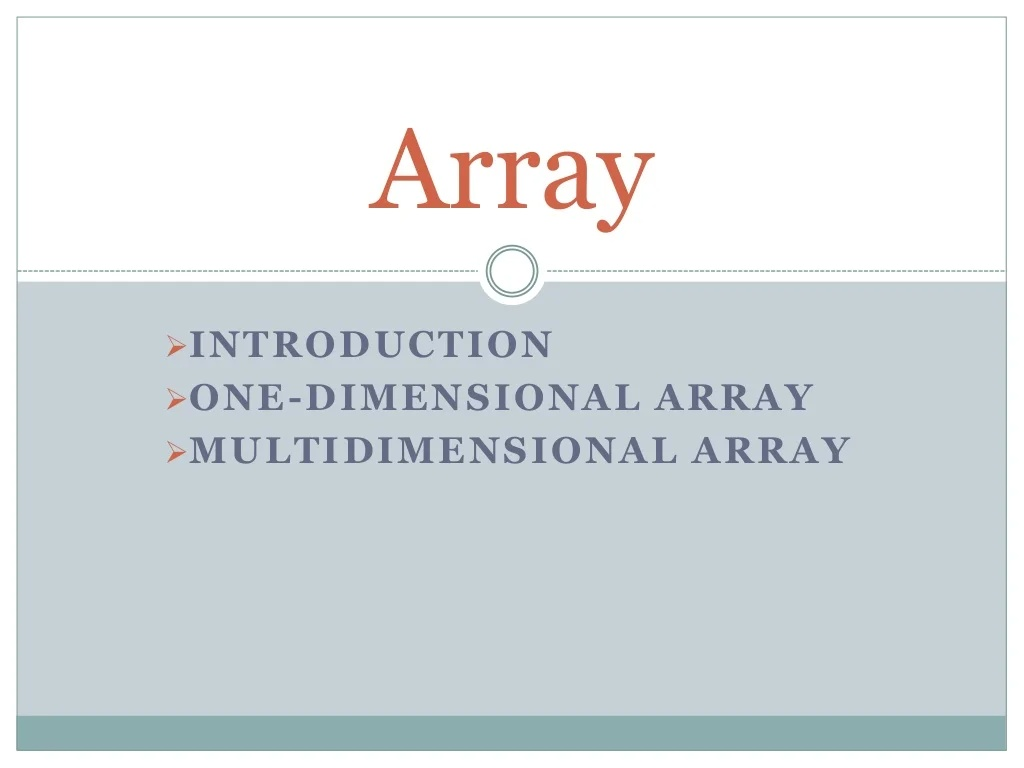 Array
➢INTRODUCTION
➢ONE-DIMENSIONAL ARRAY
➢MULTIDIMENSIONAL ARRAY